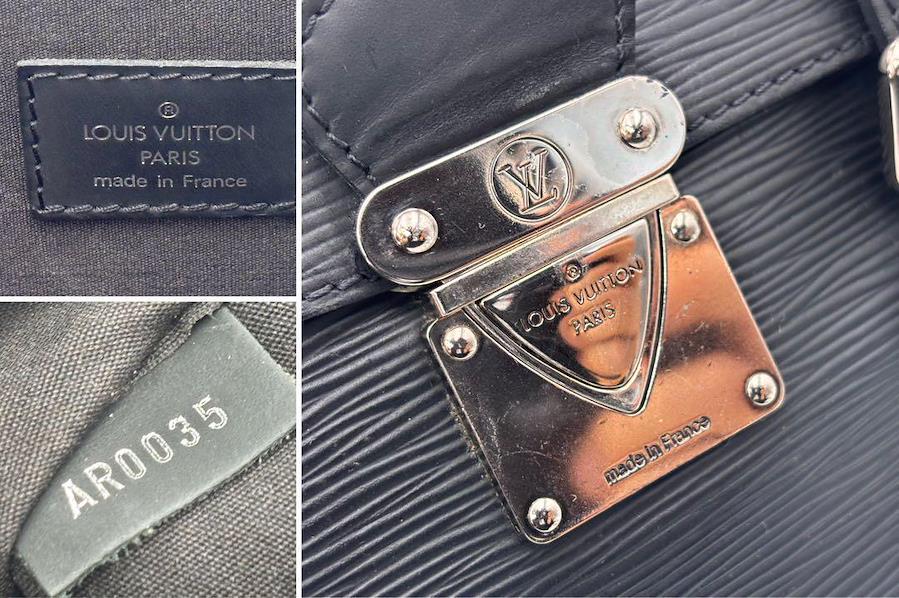 ®
LOUIS VUITTON
PARIS
made in France
AR0035
LV
®
LOUIS VUITTON
PARIS
made in France